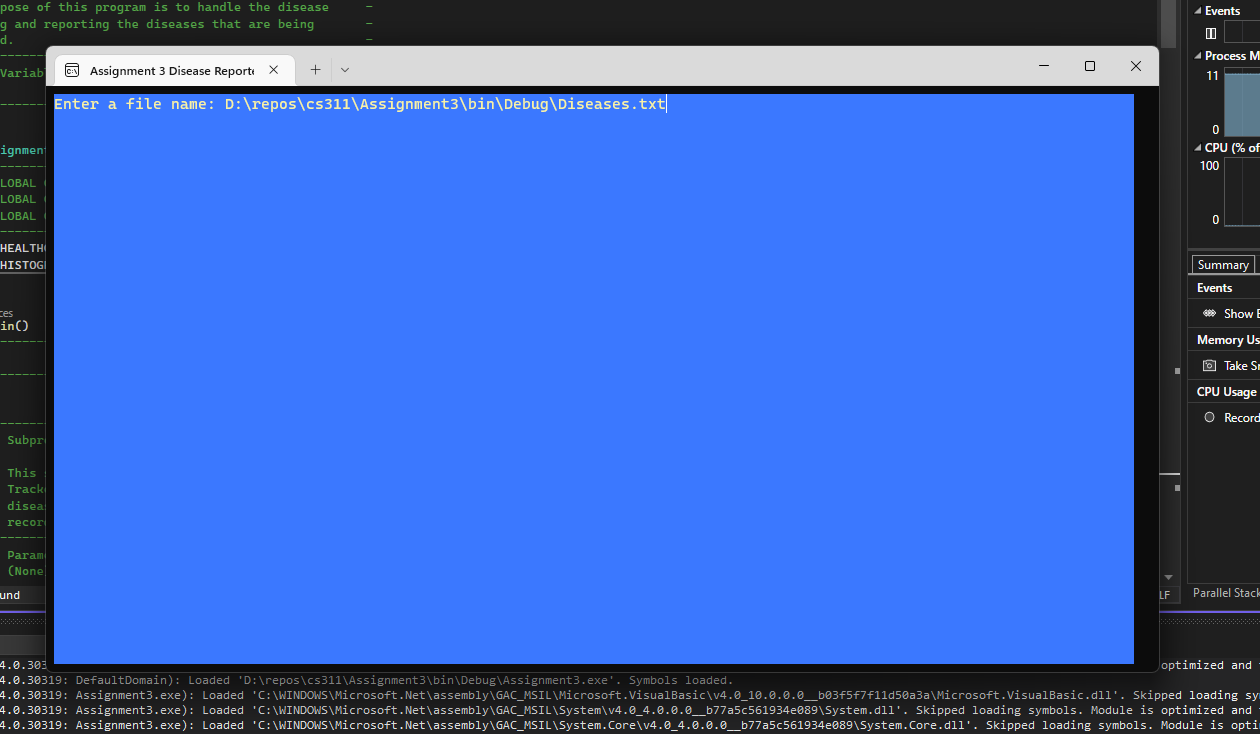 pose of this program is to handle the disease -
g and reporting the diseases that are being -
d. -
Events
Process M
11
0
CPU (% of
100
0
Assignment 3 Disease Reporte
Enter a file name: D:\repos\cs311\Assignment3\bin\Debug\Diseases.txt
Variab
ignment
LOBAL
LOBAL
LOBAL
HEALTHC
HISTOG
ces
in()
Subpr
This
Track
disea
recor
Param
(None
und
Summary
Events
Show E
Memory Us
Take Sn
CPU Usage
Record
LF
Parallel Stack
4.0.303
optimized and
4.0.30319: DefaultDomain): Loaded 'D:\repos\cs311\Assignment3\bin\Debug\Assignment3.exe'. Symbols loaded.
4.0.30319: Assignment3.exe): Loaded 'C:\WINDOWS\Microsoft.Net\assembly\GAC_MSIL\Microsoft.VisualBasic\v4.0_10.0.0.0__b03f5f7f11d50a3a\Microsoft.VisualBasic.dll'. Skipped loading sy
4.0.30319: Assignment3.exe): Loaded 'C:\WINDOWS\Microsoft.Net\assembly\GAC_MSIL\System\v4.0_4.0.0.0__b77a5c561934e089\System.dll'. Skipped loading symbols. Module is optimized and
4.0.30319: Assignment3.exe): Loaded 'C:\WINDOWS\Microsoft.Net\assembly\GAC_MSIL\System.Core\v4.0_4.0.0.0__b77a5c561934e089\System.Core.dll'. Skipped loading symbols. Module is opti